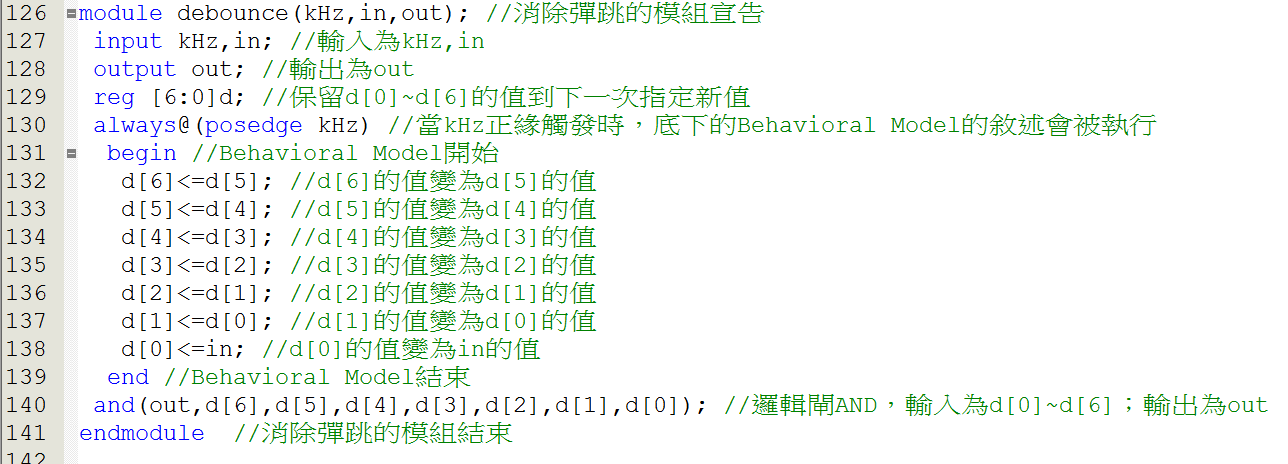 126 module debounce(kHz,in,out); //消除彈跳的模組宣告
127 input kHz,in; //輸入為kHz,in
128 output out; //輸出為out
129 reg [6:0]d; //保留d[0]~d[6]的值到下一次指定新值
130 always@(posedge kHz) //當kHz正緣觸發時，底下的Behavioral Model的敘述會被執行
131 begin //Behavioral Model開始
132 d[6]<=d[5]; //d[6]的值變為d[5]的值
133 d[5]<=d[4]; //d[5]的值變為d[4]的值
134 d[4]<=d[3]; //d[4]的值變為d[3]的值
135 d[3]<=d[2]; //d[3]的值變為d[2]的值
136 d[2]<=d[1]; //d[2]的值變為d[1]的值
137 d[1]<=d[0]; //d[1]的值變為d[0]的值
138 d[0]<=in; //d[0]的值變為in的值
139 end //Behavioral Model結束
140 and(out,d[6],d[5],d[4],d[3],d[2],d[1],d[0]); //邏輯閘AND，輸入為d[0]~d[6]；輸出為out
141 endmodule //消除彈跳的模組結束
142